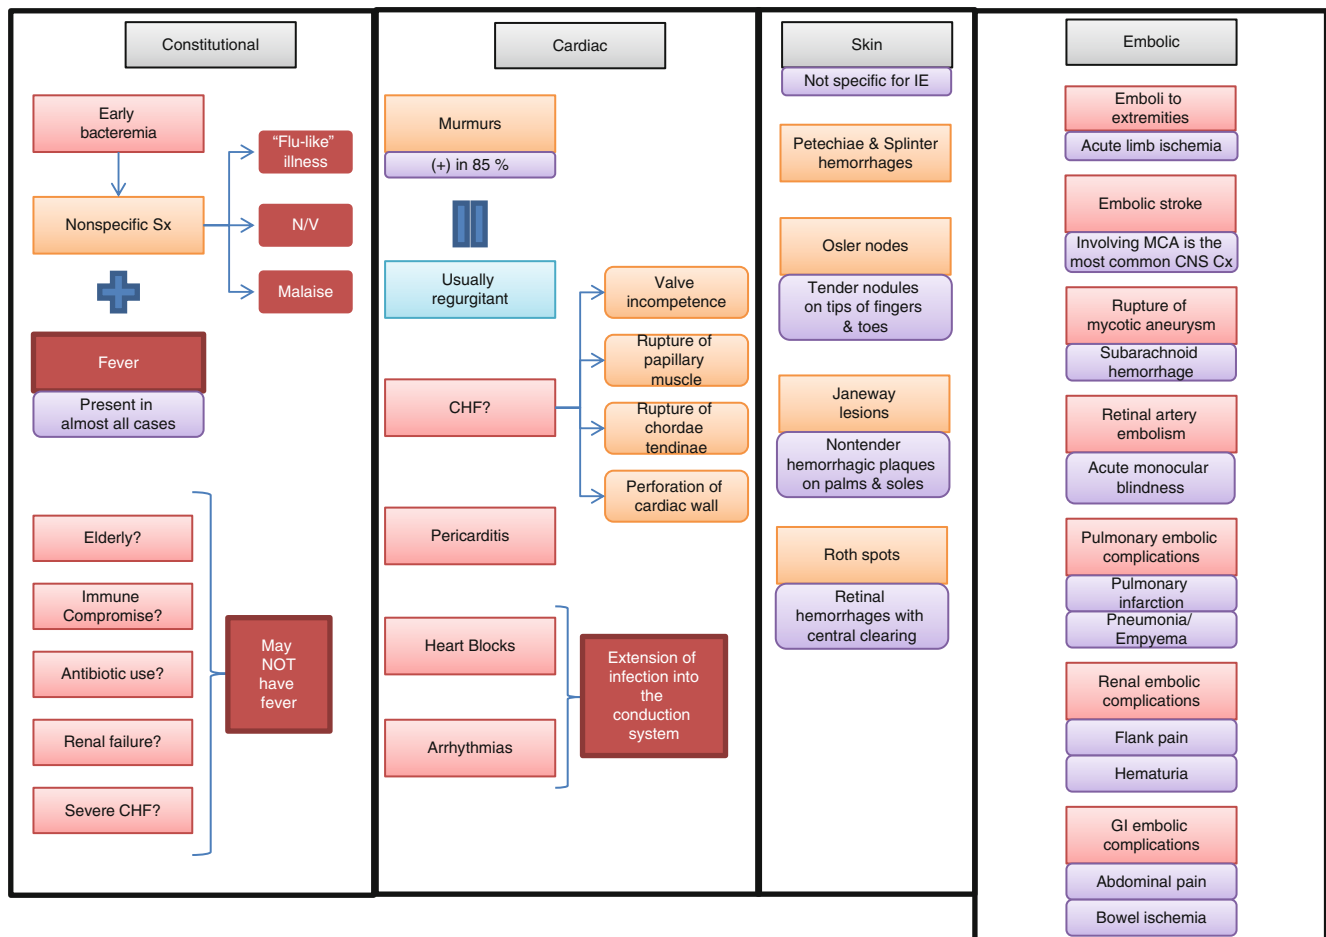 Constitutional
Early
bacteremia
"Flu-like"
illness
Nonspecific Sx
N/V
Malaise
Fever
Present in
almost all cases
Elderly?
Immune
Compromise?
Antibiotic use?
Renal failure?
Severe CHF?
May
NOT
have
fever
Cardiac
Murmurs
(+) in 85 %
Usually
regurgitant
CHF?
Valve
incompetence
Rupture of
papillary
muscle
Rupture of
chordae
tendinae
Perforation of
cardiac wall
Pericarditis
Heart Blocks
Arrhythmias
Extension of
infection into
the
conduction
system
Skin
Not specific for IE
Petechiae & Splinter
hemorrhages
Osler nodes
Tender nodules
on tips of fingers
& toes
Janeway
lesions
Nontender
hemorrhagic plaques
on palms & soles
Roth spots
Retinal
hemorrhages with
central clearing
Embolic
Emboli to
extremities
Acute limb ischemia
Embolic stroke
Involving MCA is the
most common CNS Cx
Rupture of
mycotic aneurysm
Subarachnoid
hemorrhage
Retinal artery
embolism
Acute monocular
blindness
Pulmonary embolic
complications
Pulmonary
infarction
Pneumonia/
Empyema
Renal embolic
complications
Flank pain
Hematuria
GI embolic
complications
Abdominal pain
Bowel ischemia